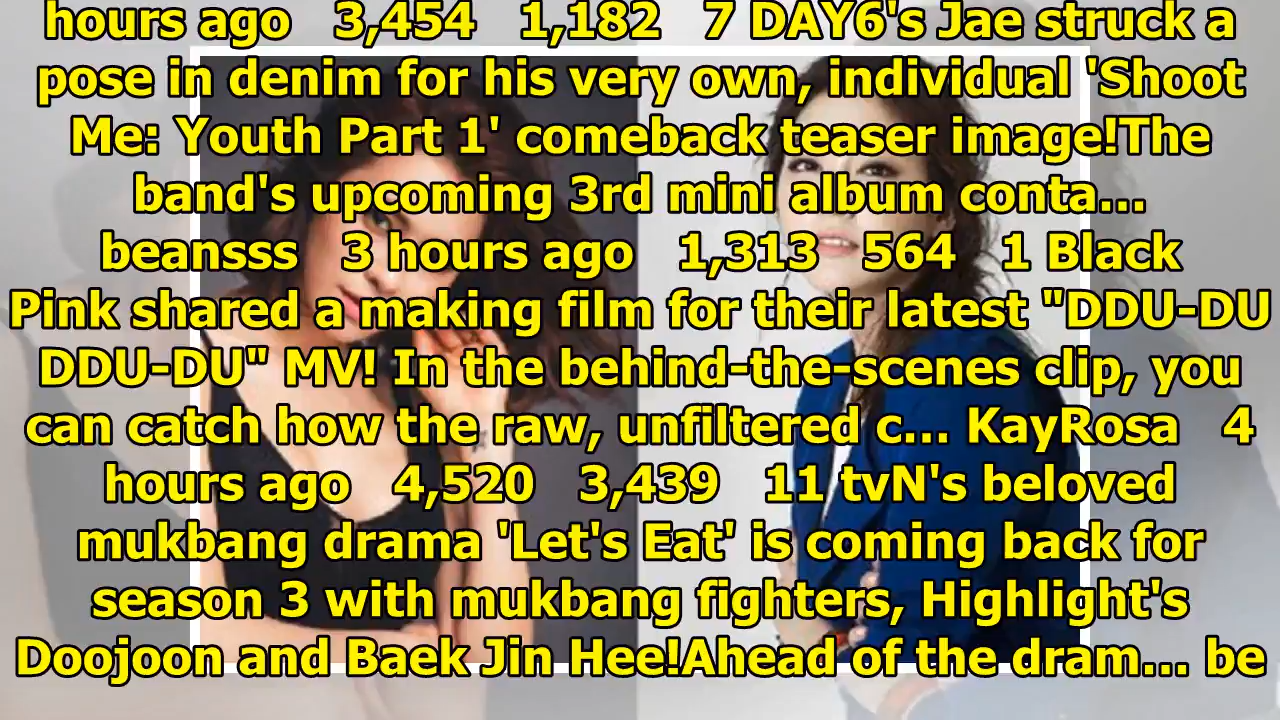 hours ago 3,454 1,182 7 DAY6's Jae struck a
pose in denim for his very own, individual 'Shoot
Me: Youth Part 1' comeback teaser image!The
band's upcoming 3rd mini album conta...
beansss 3 hours ago 1,313 564 1 Black
Pink shared a making film for their latest "DDU-DU
DDU-DU" MV! In the behind-the-scenes clip, you
can catch how the raw, unfiltered c... KayRosa 4
hours ago 4,520 3,439 11 tvN's beloved
mukbang drama 'Let's Eat' is coming back for
season 3 with mukbang fighters, Highlight's
Doojoon and Baek Jin Hee!Ahead of the dram... be